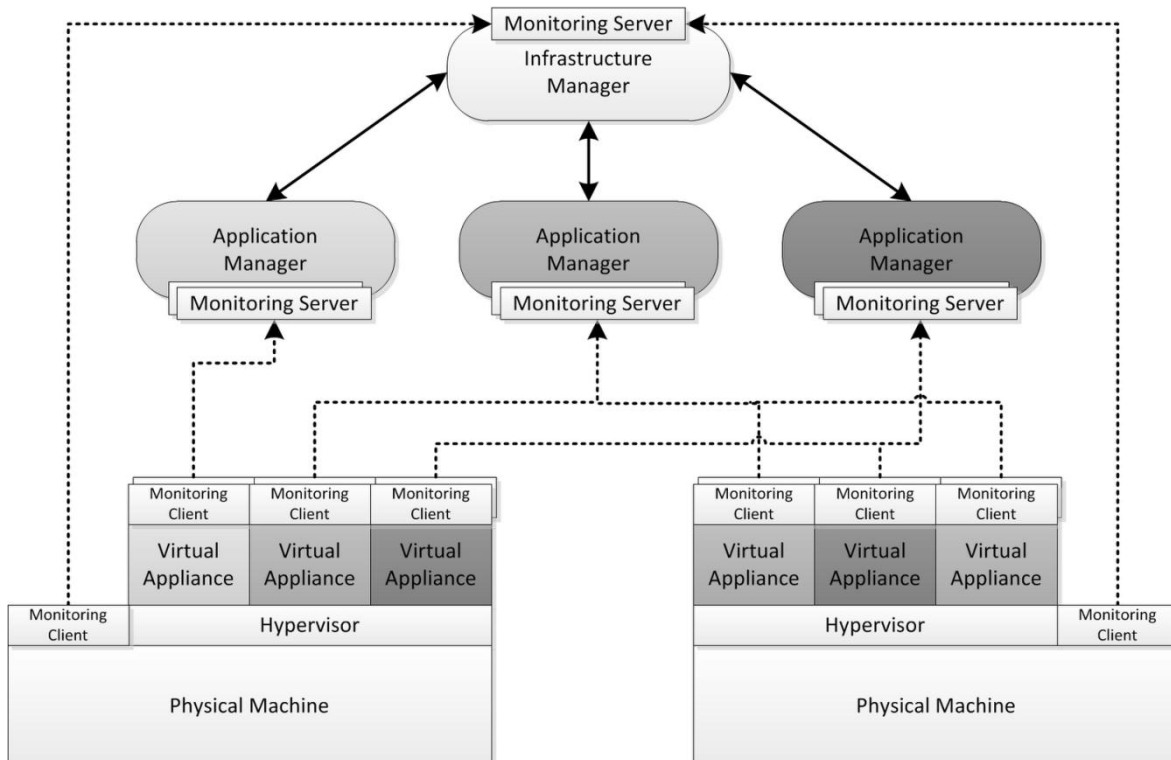 Monitoring Server
Infrastructure
Manager
Application
Manager
Monitoring Server
Application
Manager
Monitoring Server
Application
Manager
Monitoring Server
Monitoring
Client
Monitoring
Client
Monitoring
Client
Virtual
Appliance
Virtual
Appliance
Virtual
Appliance
Monitoring
Client
Hypervisor
Physical Machine
Monitoring
Client
Monitoring
Client
Monitoring
Client
Virtual
Appliance
Virtual
Appliance
Virtual
Appliance
Hypervisor
Monitoring
Client
Physical Machine